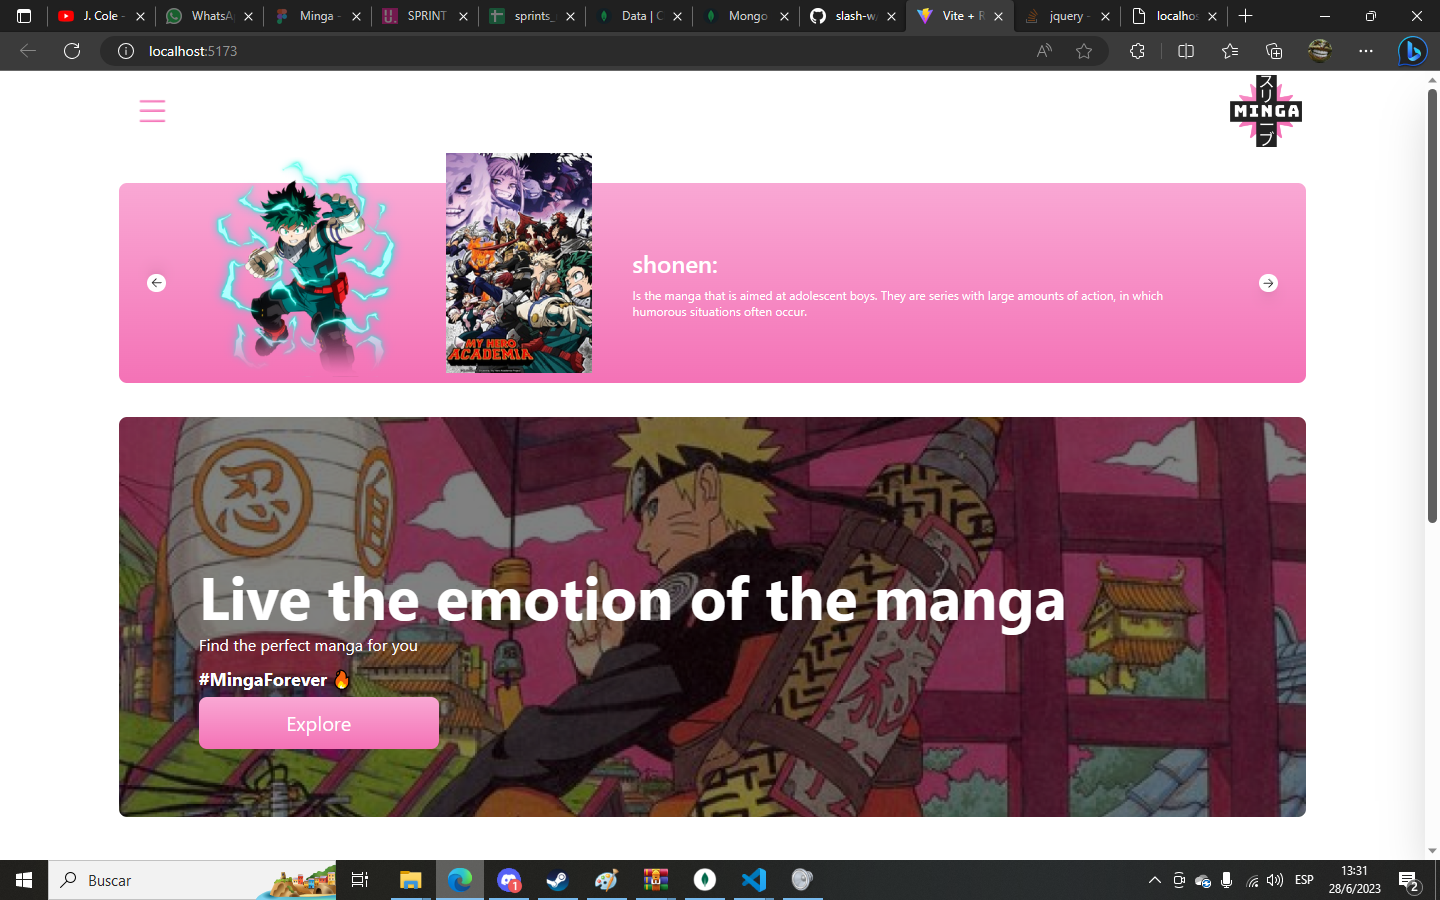 J. Cole -
WhatsA
Minga -
SPRINT
sprints_
Data | C
Mongo
slash-w
Vite + R
jquery -
localhos
localhost:5173
スリーブ
MINGA
shonen:
Is the manga that is aimed at adolescent boys. They are series with large amounts of action, in which
humorous situations often occur.
MY HERO
ACADEMIA
忍
Live the emotion of the manga
Find the perfect manga for you
#MingaForever 🔥
Explore
Buscar
1
ESP
13:31
28/6/2023
2